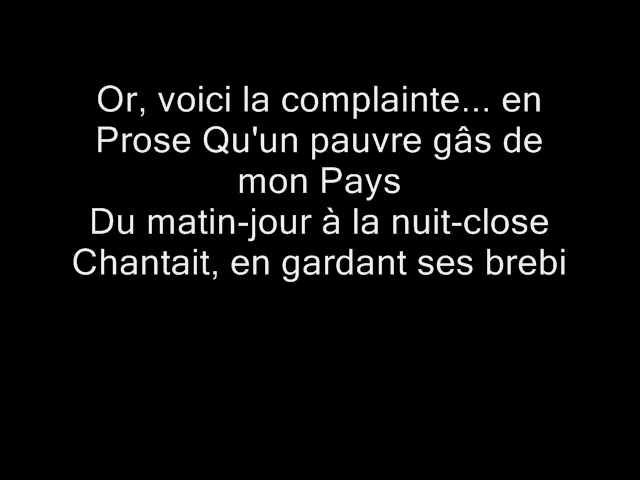 Or, voici la complainte... en
Prose Qu'un pauvre gâs de
mon Pays
Du matin-jour à la nuit-close
Chantait, en gardant ses brebi